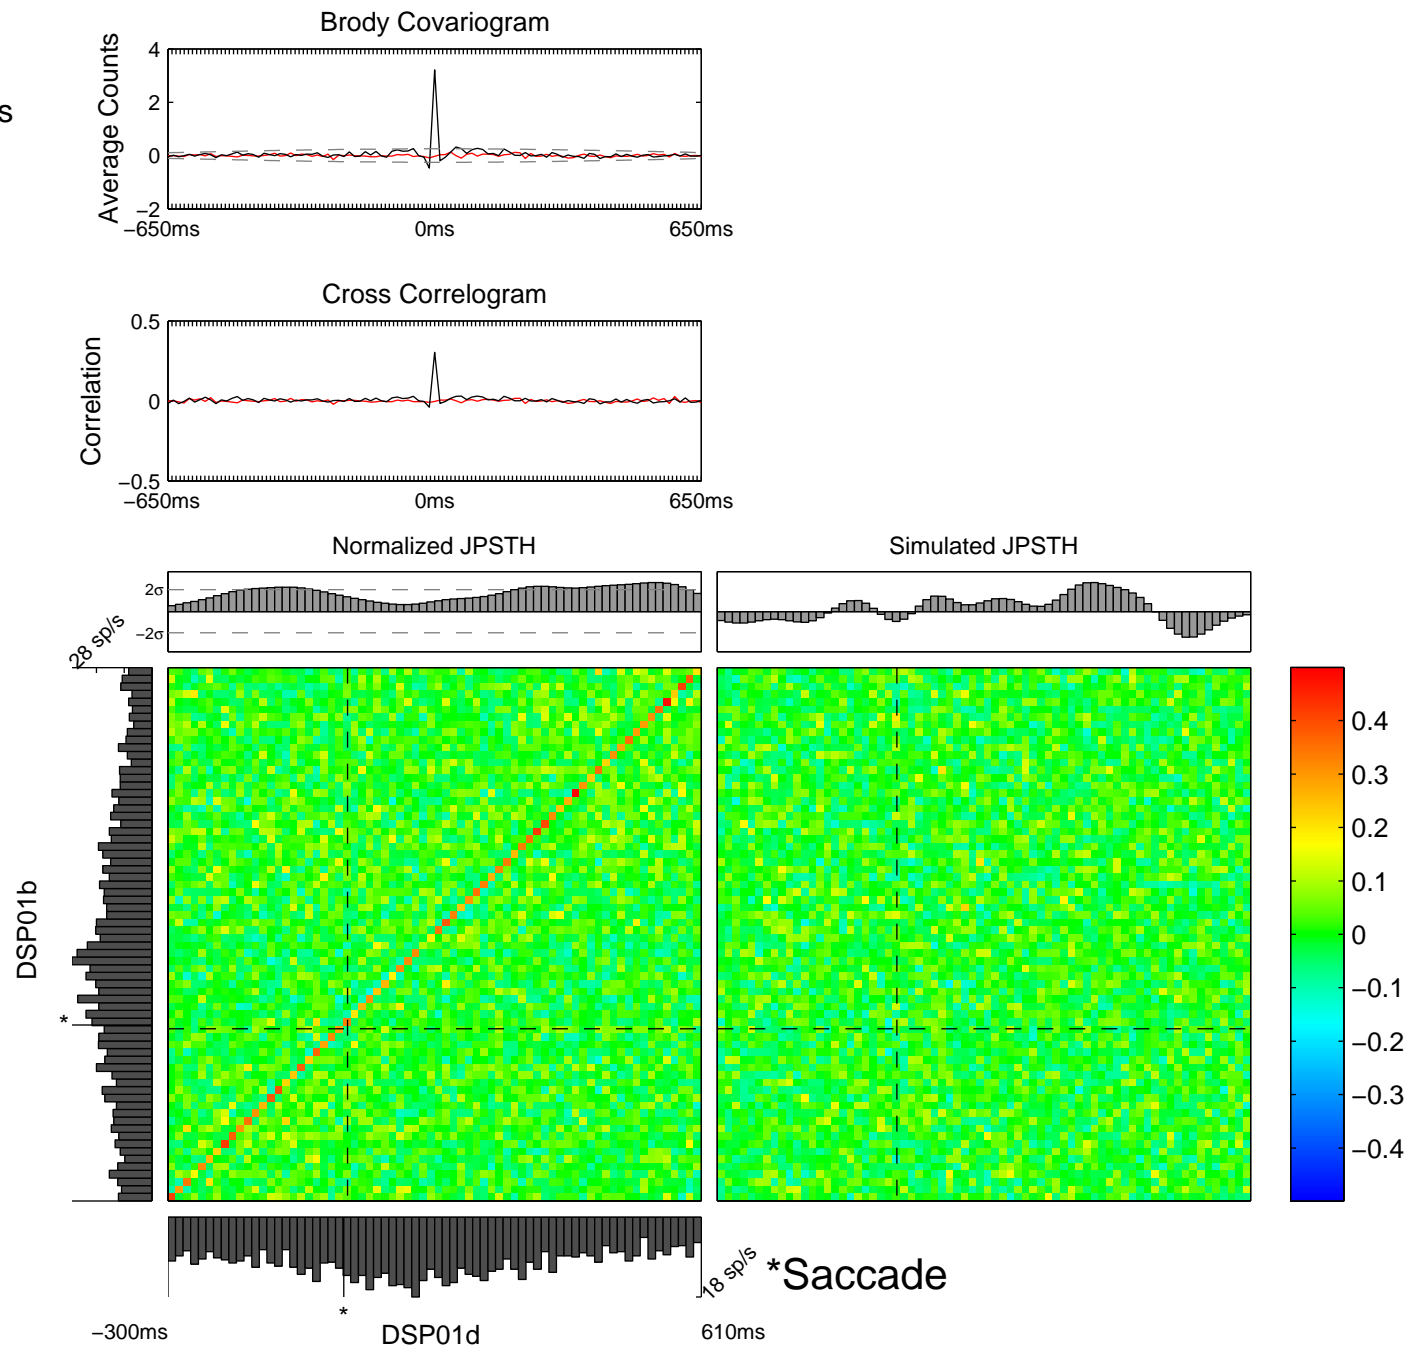 Brody Covariogram
Average Counts
4
2
0
−2
−650ms 0ms 650ms
s
Cross Correlogram
Correlation
0.5
0
−0.5
−650ms 0ms 650ms
Normalized JPSTH
Simulated JPSTH
2σ
−2σ
28 sp/s
DSP01b
*
0.4
0.3
0.2
0.1
0
−0.1
−0.2
−0.3
−0.4
18 sp/s
*Saccade
*
−300ms DSP01d 610ms